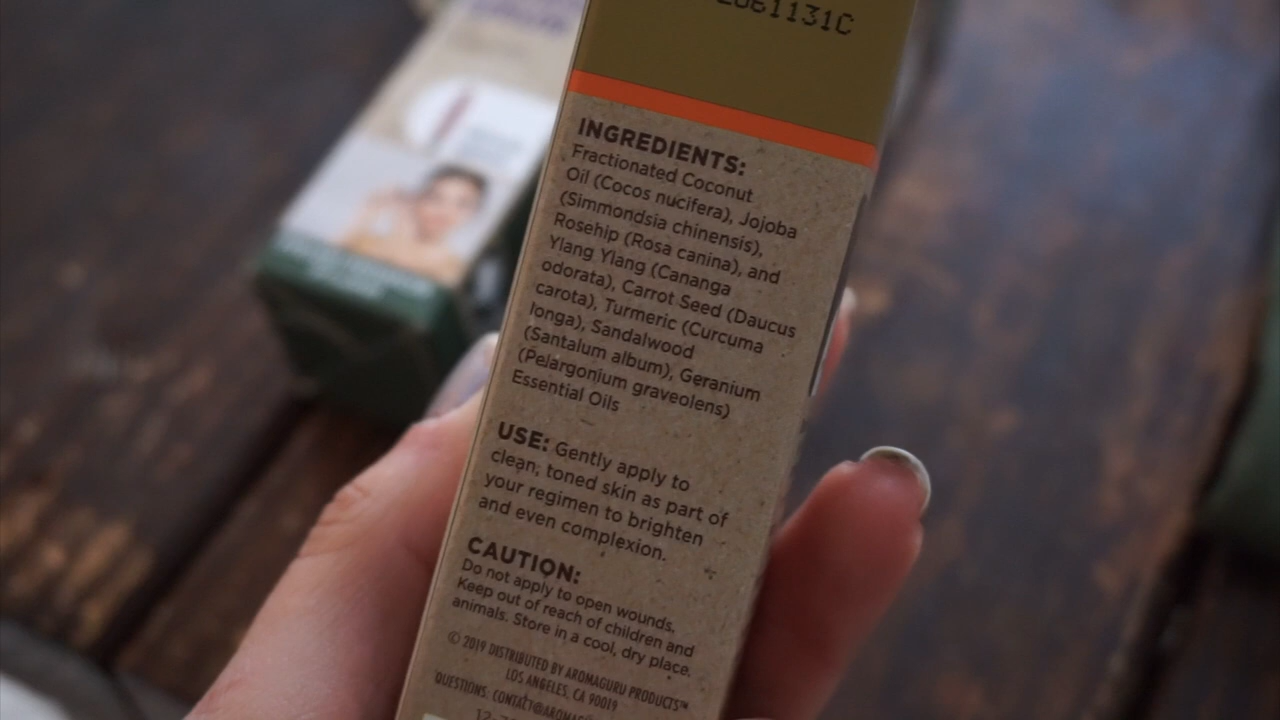 2061131C
INGREDIENTS:
Fractionated Coconut
Oil (Cocos nucifera), Jojoba
(Simmondsia chinensis),
Rosehip (Rosa canina), and
Ylang Ylang (Cananga
odorata), Carrot Seed (Daucus
carota), Turmeric (Curcuma
longa), Sandalwood
(Santalum album), Geranium
(Pelargonium graveolens)
Essential Oils
USE: Gently apply to
clean, toned skin as part of
your regimen to brighten
and even complexion.
CAUTION:
Do not apply to open wounds.
Keep out of reach of children and
animals. Store in a cool, dry place.
© 2019 DISTRIBUTED BY AROMAGURU PRODUCTS™
LOS ANGELES, CA 90019
QUESTIONS: